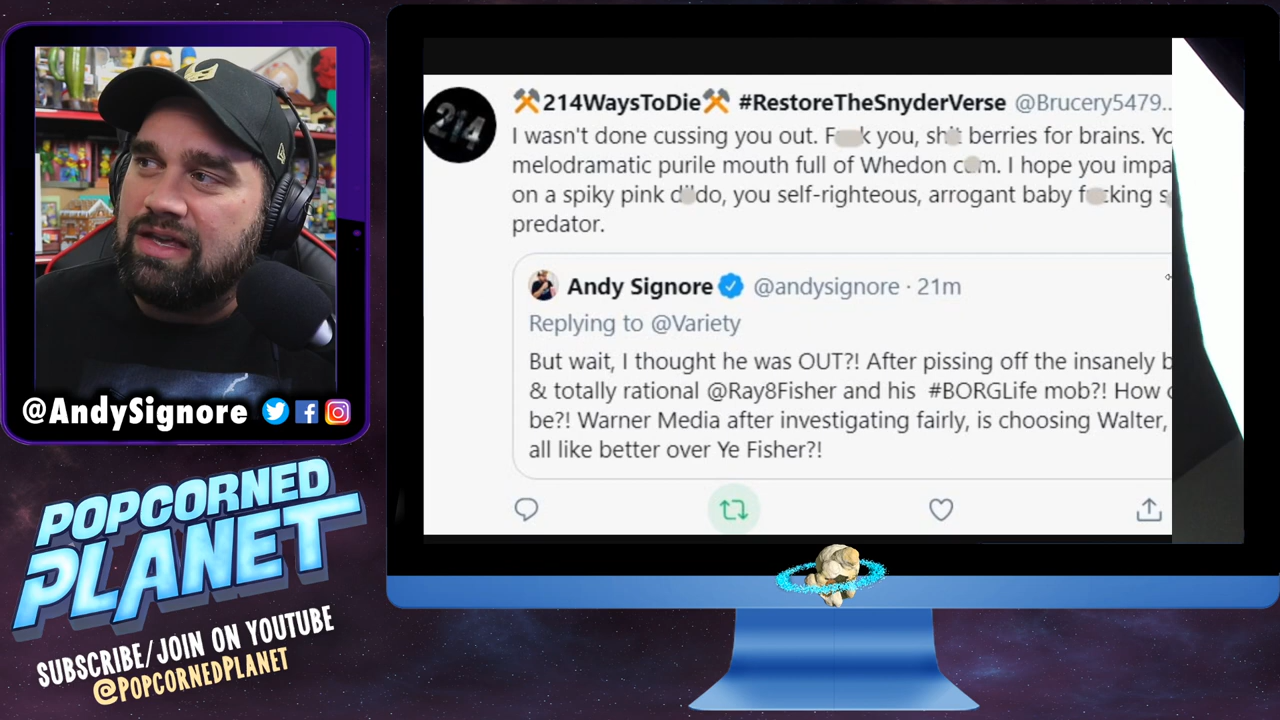 214
214WaysToDie #RestoreTheSnyderVerse @Brucery5479..
I wasn't done cussing you out. F k you, sh t berries for brains. Yo
melodramatic purile mouth full of Whedon c m. I hope you impa
on a spiky pink d do, you self-righteous, arrogant baby f cking s
predator.
Andy Signore @andysignore · 21m
Replying to @Variety
But wait, I thought he was OUT?! After pissing off the insanely b
& totally rational @Ray8Fisher and his #BORGLife mob?! How c
be?! Warner Media after investigating fairly, is choosing Walter,
all like better over Ye Fisher?!
@AndySignore
POPCORNED
PLANET
SUBSCRIBE/JOIN ON YOUTUBE
@POPCORNEDPLANET